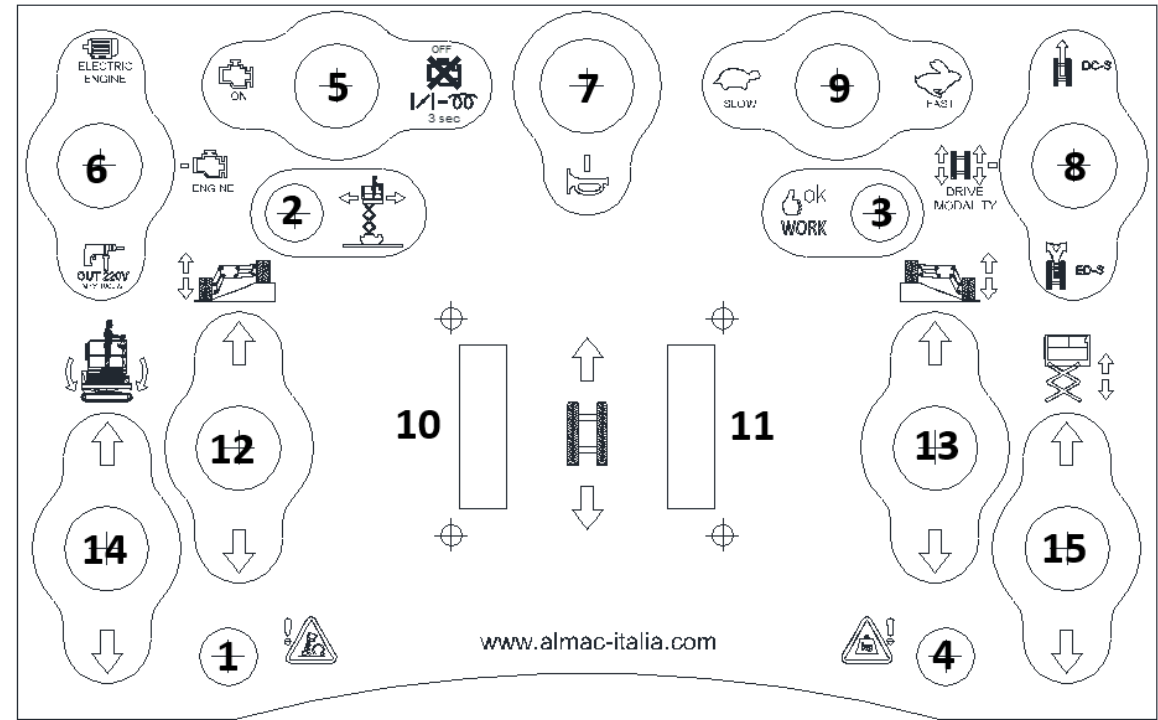 ELECTRIC
ENGINE
6
ENGINE
OUT 220V
5
ON
OFF
3 sec
7
9
SLOW
FAST
8
DC-S
DRIVE
MODALITY
ED-S
2
ok
WORK
3
12
10
11
13
14
15
1
www.almac-italia.com
kg
4